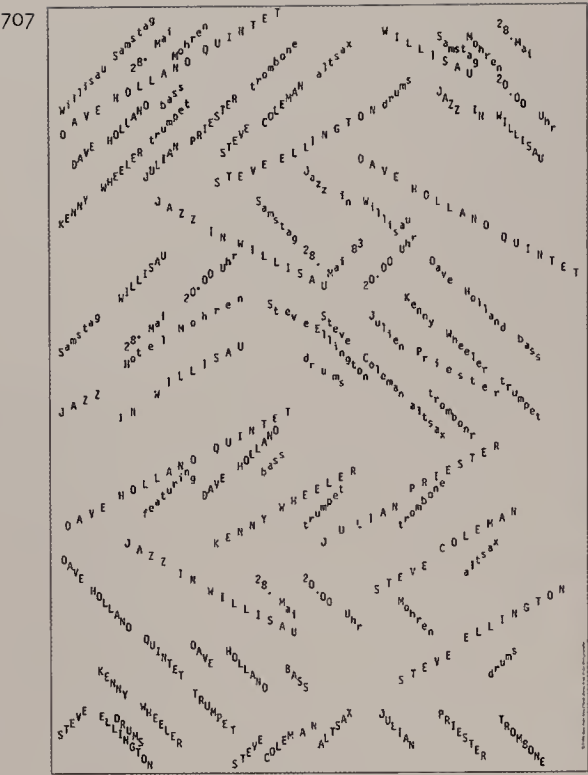 707
Willisau Samstag
28. Mai Mohren
DAVE HOLLAND QUINTET
DAVE HOLLAND bass
KENNY WHEELER trumpet
JULIAN PRIESTER trombone
STEVE COLEMAN altsax
STEVE ELLINGTON drums
WILLISAU
Samstag
Mohren
28. Mai
20.00 Uhr
JAZZ IN WILLISAU
DAVE HOLLAND QUINTET
JAZZ IN WILLISAU
Jazz in Willisau
Samstag 28. Mai 83
20.00 Uhr
Samstag WILLISAU
28. Mai 20.00 Uhr
Hotel Mohren
JAZZ IN WILLISAU
Dave Holland bass
Kenny Wheeler trumpet
Julien Priester
trombonr
Steve Coleman altsax
Steve Ellington
drums
DAVE HOLLAND QUINTET
featuring DAVE HOLLAND
bass
KENNY WHEELER
trumpet
JULIAN PRIESTER
trombone
STEVE COLEMAN
altsax
JAZZ IN WILLISAU
28. Mai
20.00 Uhr
Mohren
STEVE ELLINGTON
drums
DAVE HOLLAND QUINTET
DAVE HOLLAND BASS
KENNY WHEELER
TRUMPET
STEVE ELLINGTON
DRUMS
STEVE COLEMAN ALTSAX
JULIAN PRIESTER TROMBONE